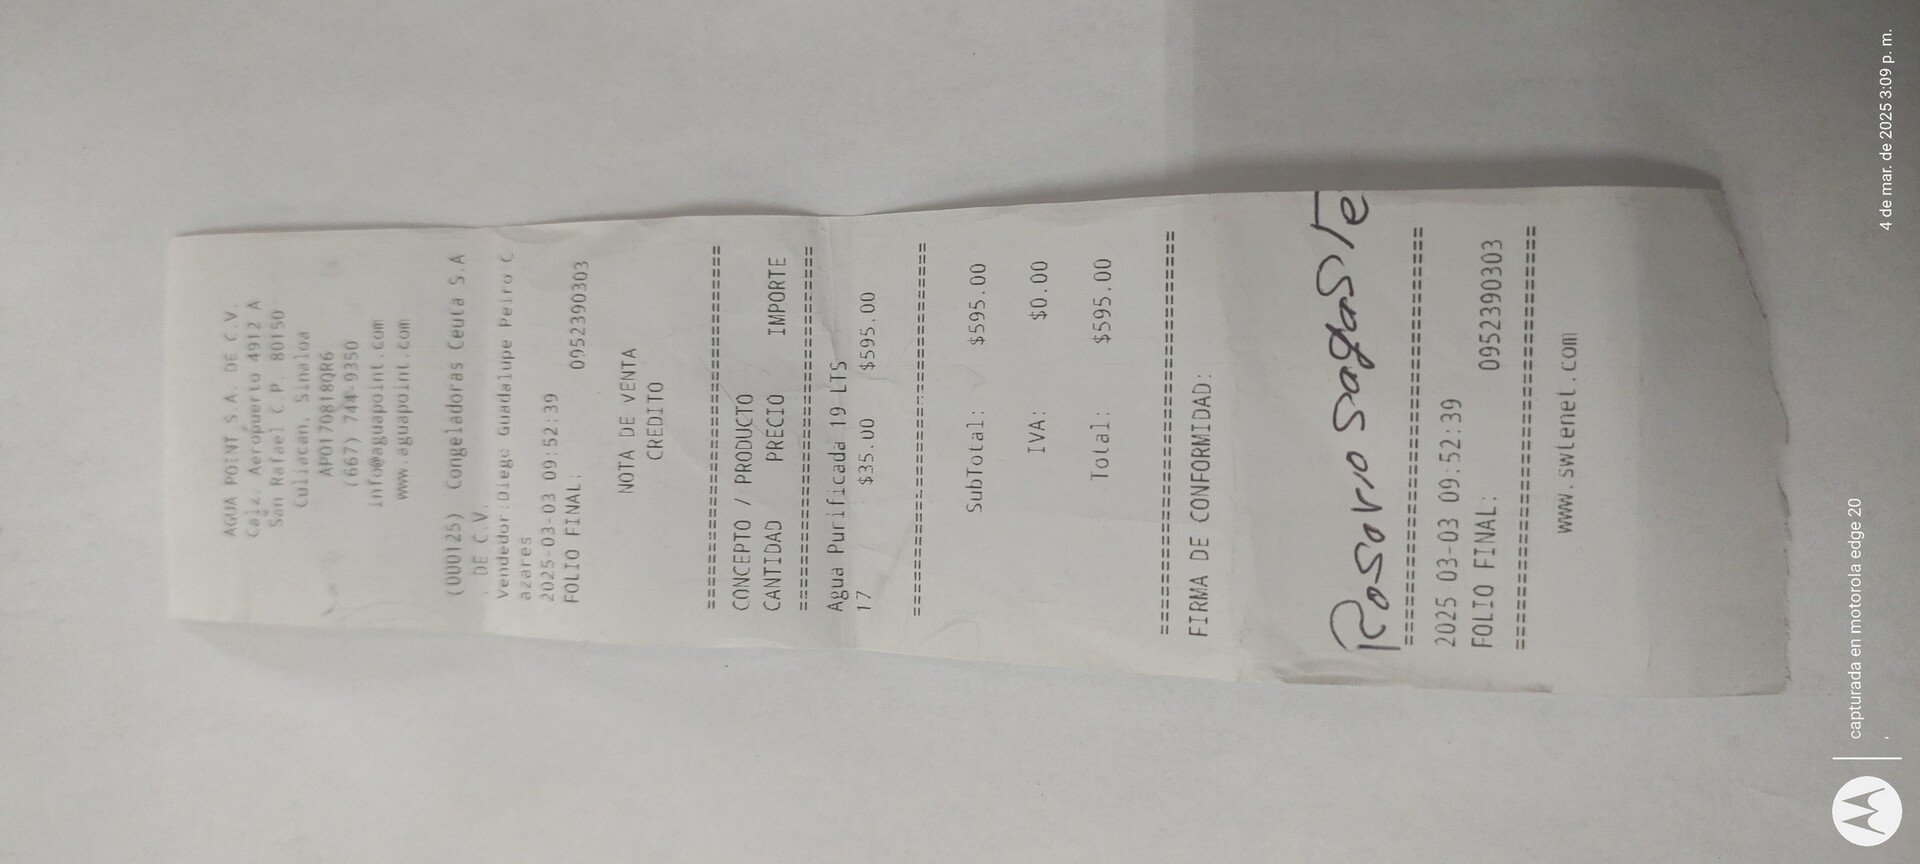 AGUA POINT S.A. DE C.V.
Calz. Aeropuerto 4912 A
San Rafael C.P. 80150
Culiacan, Sinaloa
APO170818QR6
(667) 744-9350
info@aguapoint.com
www.aguapoint.com
(000125) Congeladoras Ceuta S.A
. DE C.V.
Vendedor:Diego Guadalupe Peiro C
azares
2025-03-03 09:52:39
FOLIO FINAL: 0952390303
NOTA DE VENTA
CREDITO
================================
CONCEPTO / PRODUCTO
CANTIDAD PRECIO IMPORTE
================================
Agua Purificada 19 LTS
17 $35.00 $595.00
================================
SubTotal: $595.00
IVA: $0.00
Total: $595.00
================================
FIRMA DE CONFORMIDAD:
Rosario sagaste
================================
2025 03-03 09:52:39
FOLIO FINAL: 0952390303
================================
www.swtenet.com
capturada en motorola edge 20
4 de mar. de 2025 3:09 p. m.